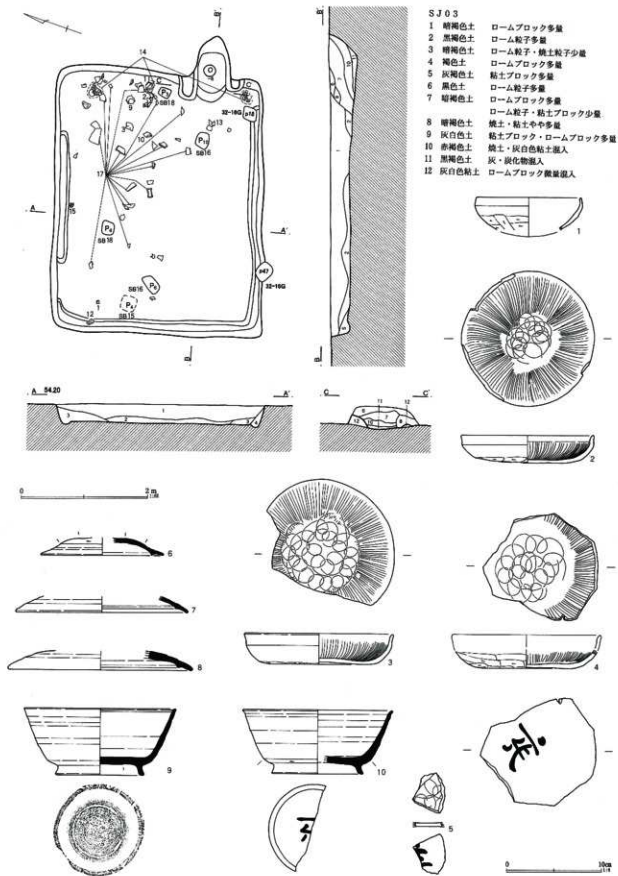 SJ03
1 暗褐色土 ロームブロック多量
2 黒褐色土 ローム粒子多量
3 暗褐色土 ローム粒子・焼土粒子少量
4 褐色土 ロームブロック多量
5 灰褐色土 粘土ブロック多量
6 黒色土 ローム粒子多量
7 暗褐色土 ロームブロック多量
ローム粒子・粘土ブロック少量
8 暗褐色土 焼土・粘土やや多量
9 灰白色土 粘土ブロック・ロームブロック多量
10 赤褐色土 焼土・灰白色粘土混入
11 黒褐色土 灰・炭化物混入
12 灰白色粘土 ロームブロック微量混入
B
B'
14
C
C'
SB18
32-16G
13
P11
SB16
10
17
15
A
A'
P4
SB18
P6
SB16
SB15
32-16G
12
1
B
B'
A 54.20 A'
C C'
0 2m
1
2
3
4
5
6
7
8
9
10
0 10cm